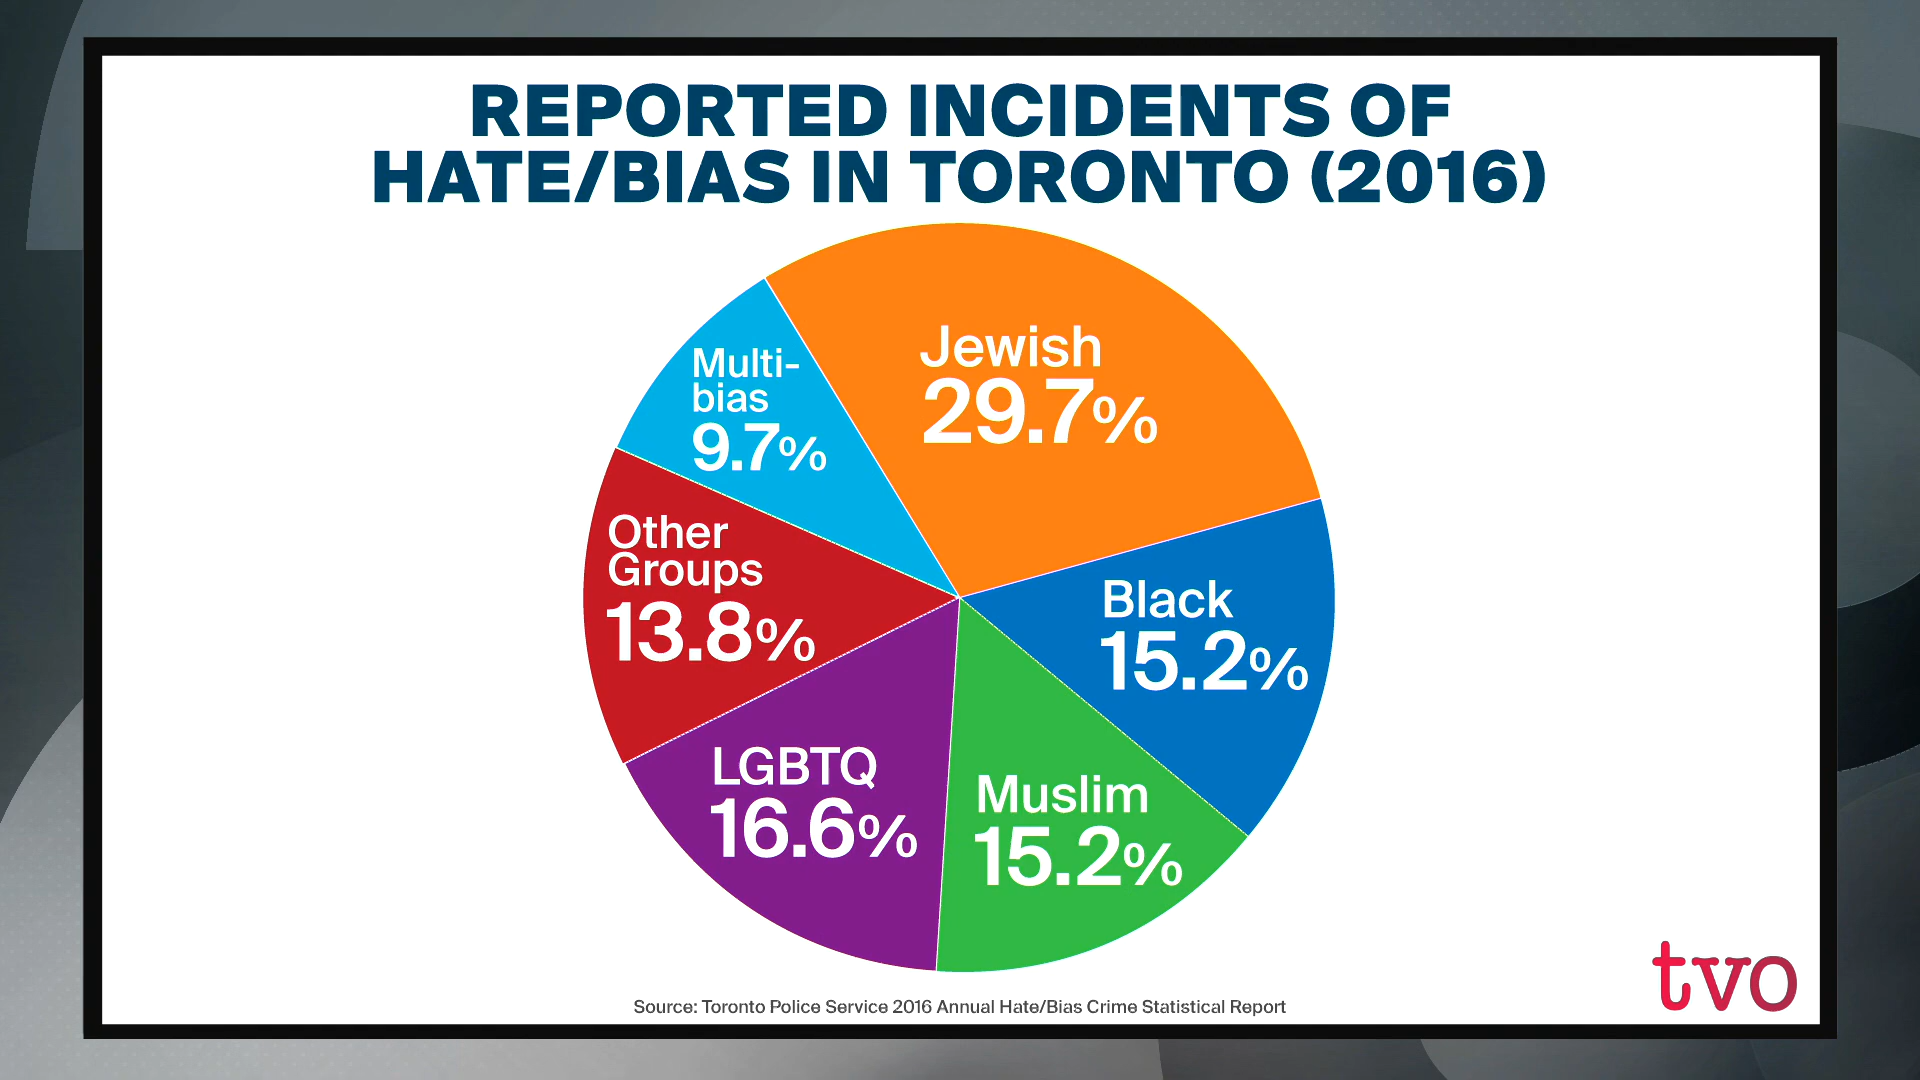 REPORTED INCIDENTS OF
HATE/BIAS IN TORONTO (2016)
Jewish
29.7%
Multi-
bias
9.7%
Other
Groups
13.8%
Black
15.2%
LGBTQ
16.6%
Muslim
15.2%
Source: Toronto Police Service 2016 Annual Hate/Bias Crime Statistical Report
tvo